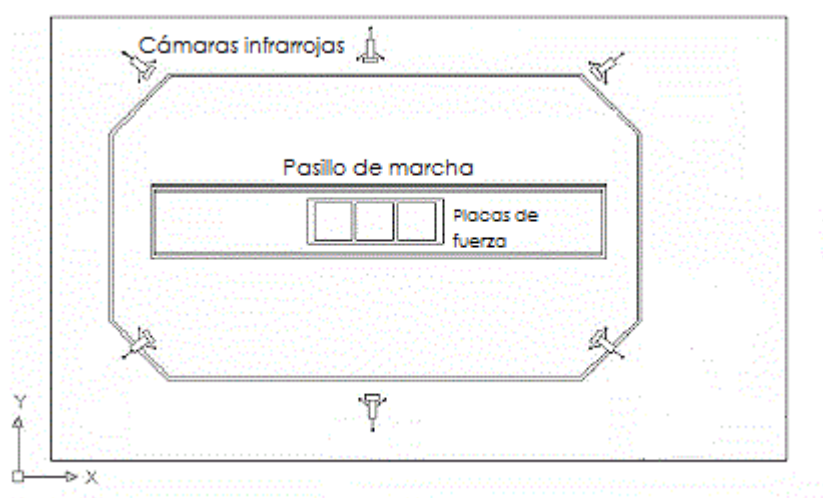 Cámaras infrarrojas
Pasillo de marcha
Placas de
fuerza
Y
X